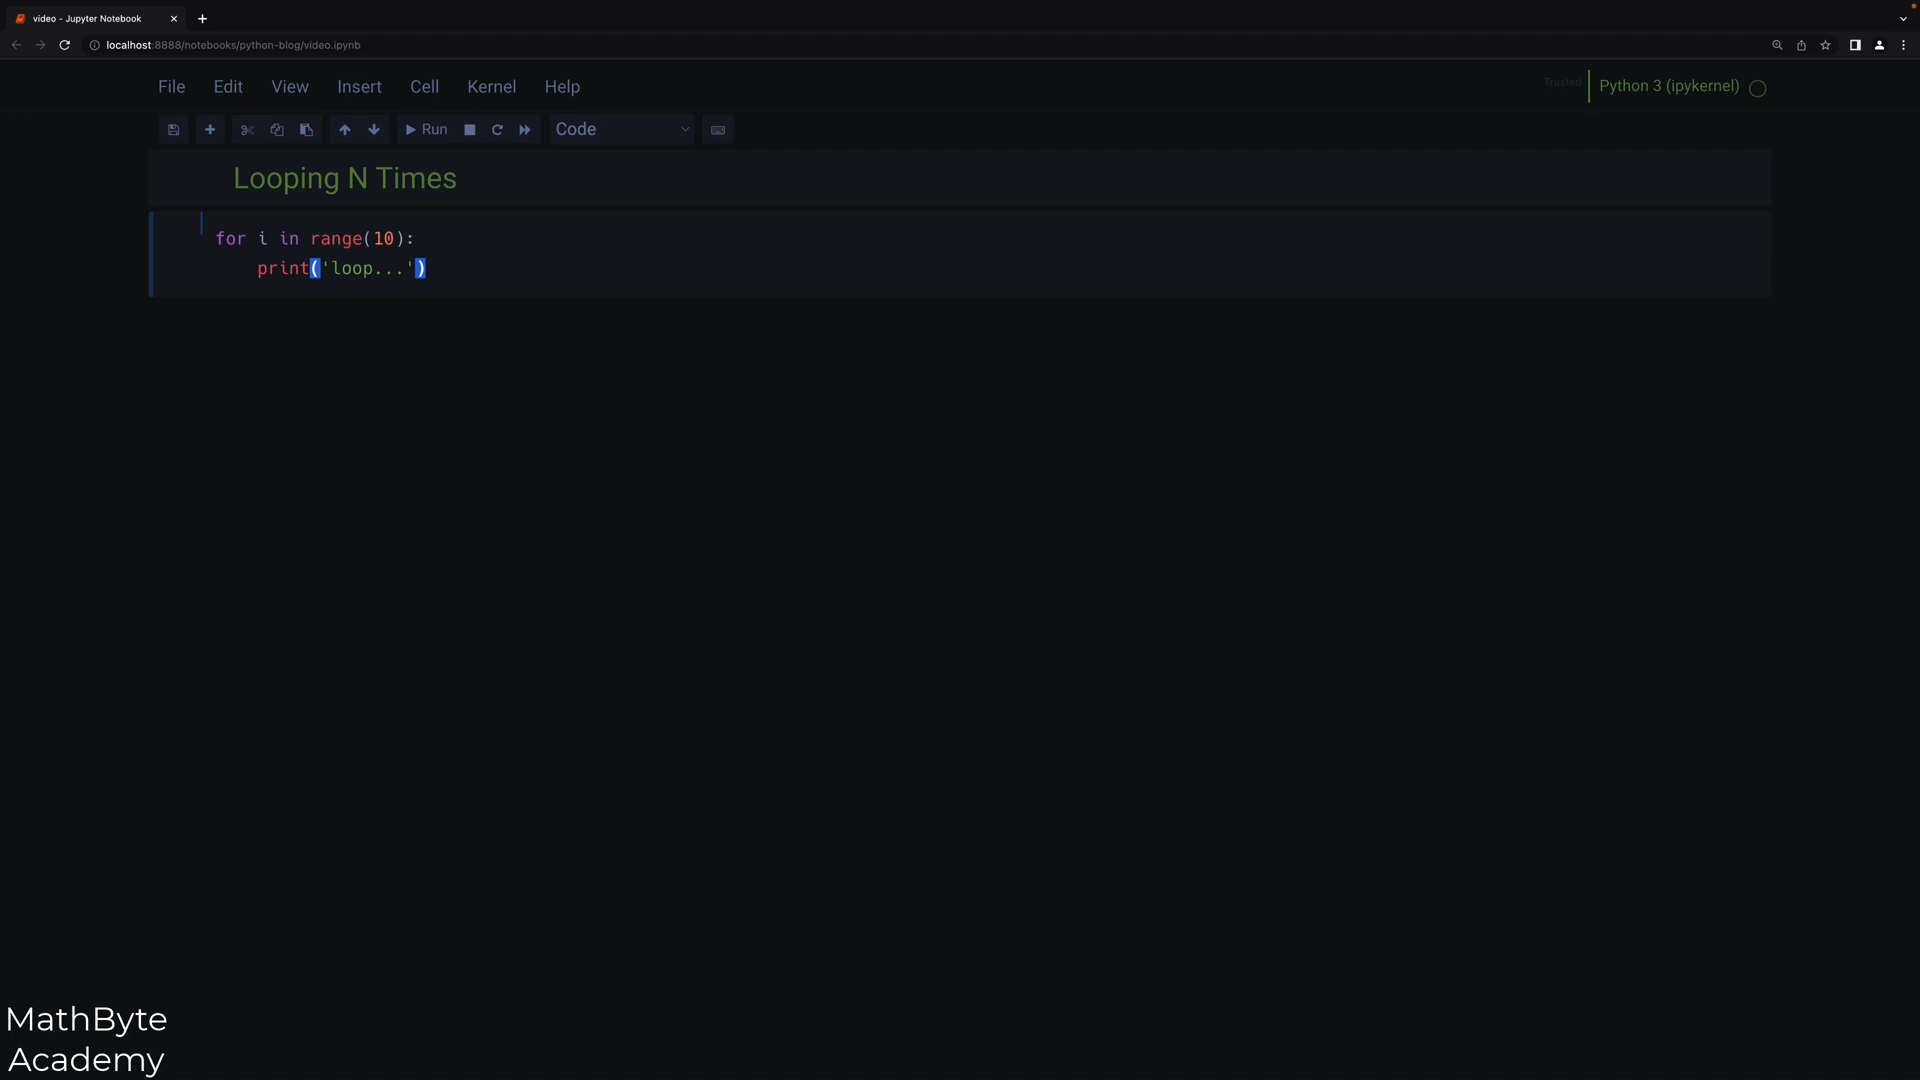 video - Jupyter Notebook
localhost:8888/notebooks/python-blog/video.ipynb
File Edit View Insert Cell Kernel Help
Trusted Python 3 (ipykernel)
Run Code
Looping N Times
for i in range(10):
    print('loop...')
MathByte
Academy